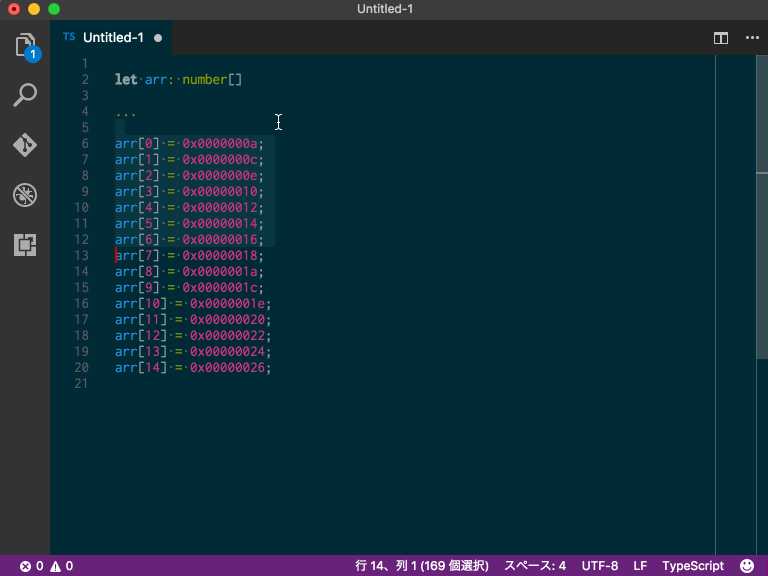 Untitled-1
TS Untitled-1
1
1
2 let arr: number[]
3
4 ...
5
6 arr[0] = 0x0000000a;
7 arr[1] = 0x0000000c;
8 arr[2] = 0x0000000e;
9 arr[3] = 0x00000010;
10 arr[4] = 0x00000012;
11 arr[5] = 0x00000014;
12 arr[6] = 0x00000016;
13 arr[7] = 0x00000018;
14 arr[8] = 0x0000001a;
15 arr[9] = 0x0000001c;
16 arr[10] = 0x0000001e;
17 arr[11] = 0x00000020;
18 arr[12] = 0x00000022;
19 arr[13] = 0x00000024;
20 arr[14] = 0x00000026;
21
0 0 行 14、列 1 (169 個選択) スペース: 4 UTF-8 LF TypeScript